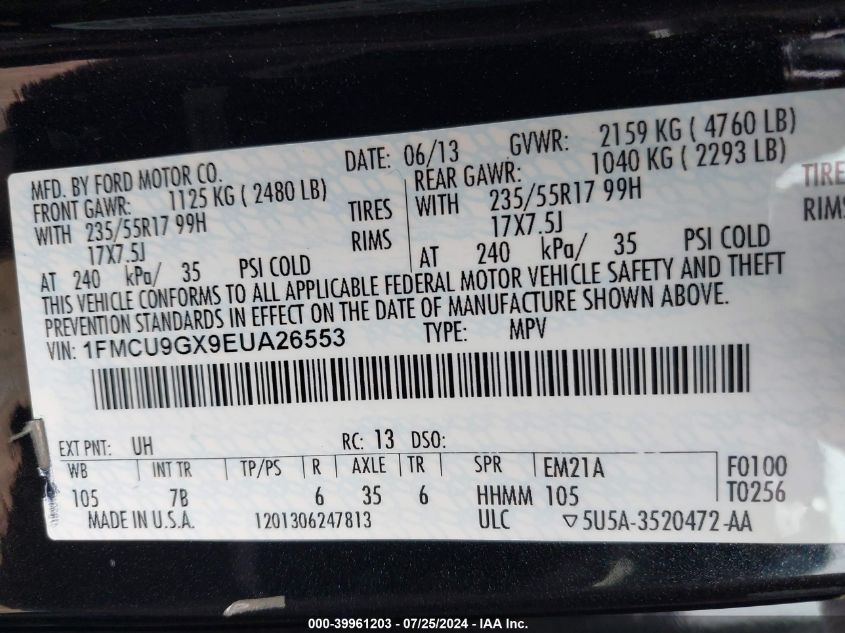 MFD. BY FORD MOTOR CO. DATE: 06/13 GVWR: 2159 KG ( 4760 LB)
FRONT GAWR: 1125 KG ( 2480 LB) REAR GAWR: 1040 KG ( 2293 LB)
WITH 235/55R17 99H TIRES WITH 235/55R17 99H TIRE
17X7.5J RIMS 17X7.5J RIMS
AT 240 kPa/ 35 PSI COLD AT 240 kPa/ 35 PSI COLD
THIS VEHICLE CONFORMS TO ALL APPLICABLE FEDERAL MOTOR VEHICLE SAFETY AND THEFT
PREVENTION STANDARDS IN EFFECT ON THE DATE OF MANUFACTURE SHOWN ABOVE.
VIN: 1FMCU9GX9EUA26553 TYPE: MPV
EXT PNT: UH RC: 13 DSO:
WB INT TR TP/PS R AXLE TR SPR EM21A F0100
105 7B 6 35 6 HHMM 105 T0256
MADE IN U.S.A. 1201306247813 ULC ▽5U5A-3520472-AA
000-39961203 - 07/25/2024 - IAA Inc.